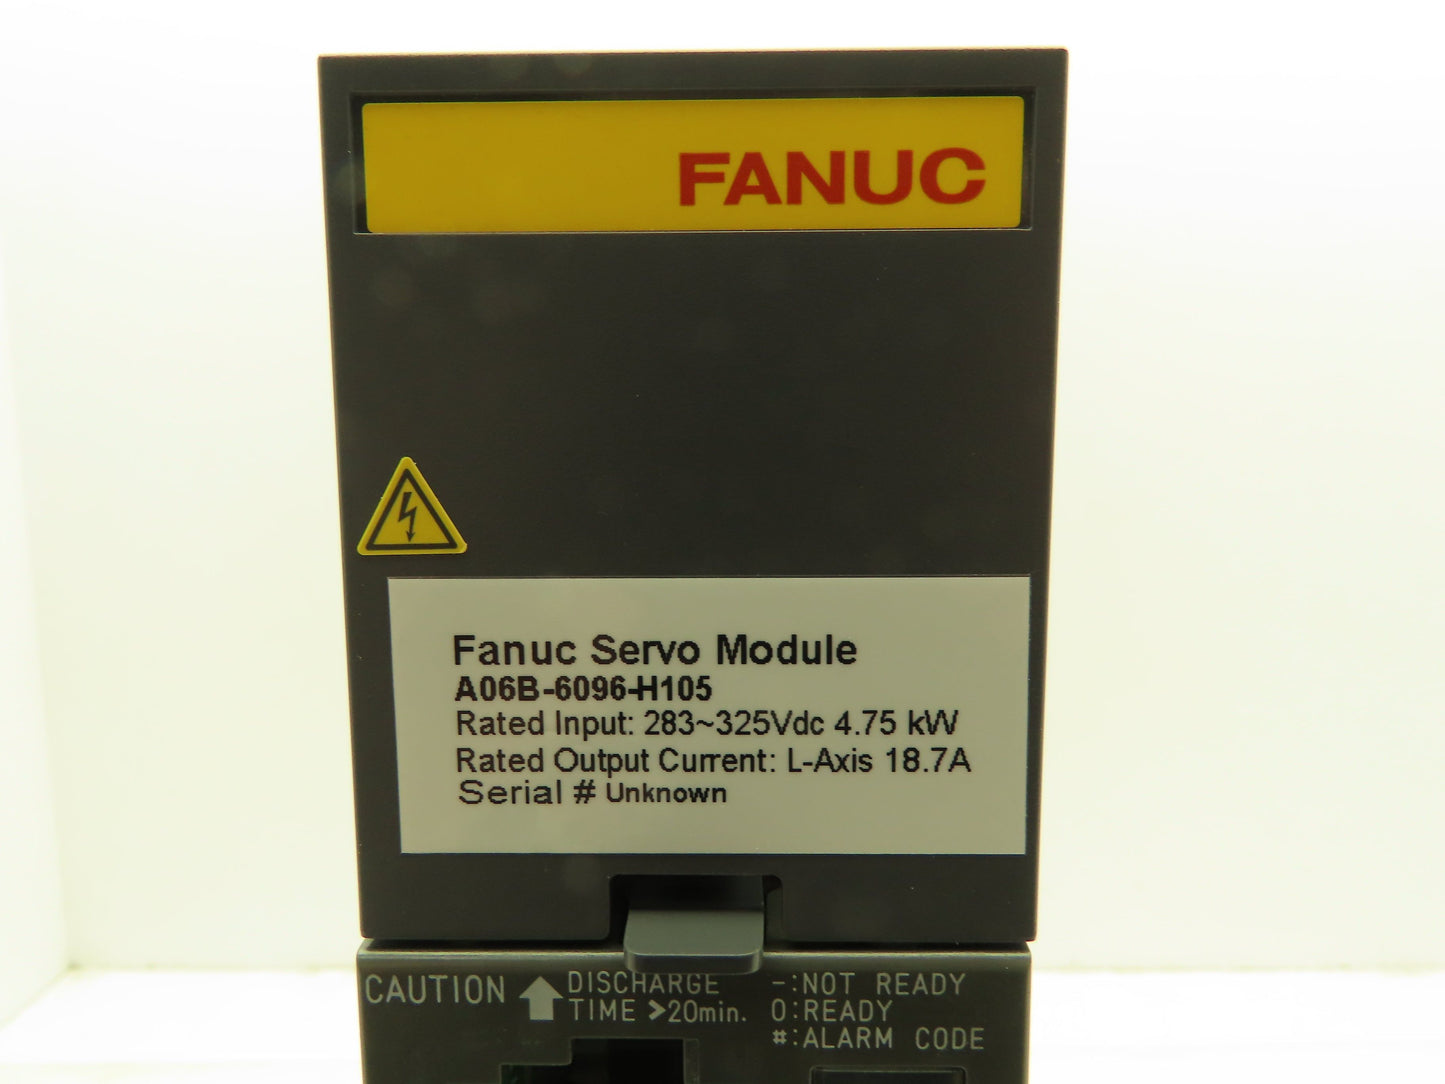 FANUC
Fanuc Servo Module
A06B-6096-H105
Rated Input: 283~325Vdc 4.75 kW
Rated Output Current: L-Axis 18.7A
Serial # Unknown
CAUTION
DISCHARGE
TIME >20min.
-:NOT READY
0:READY
#:ALARM CODE